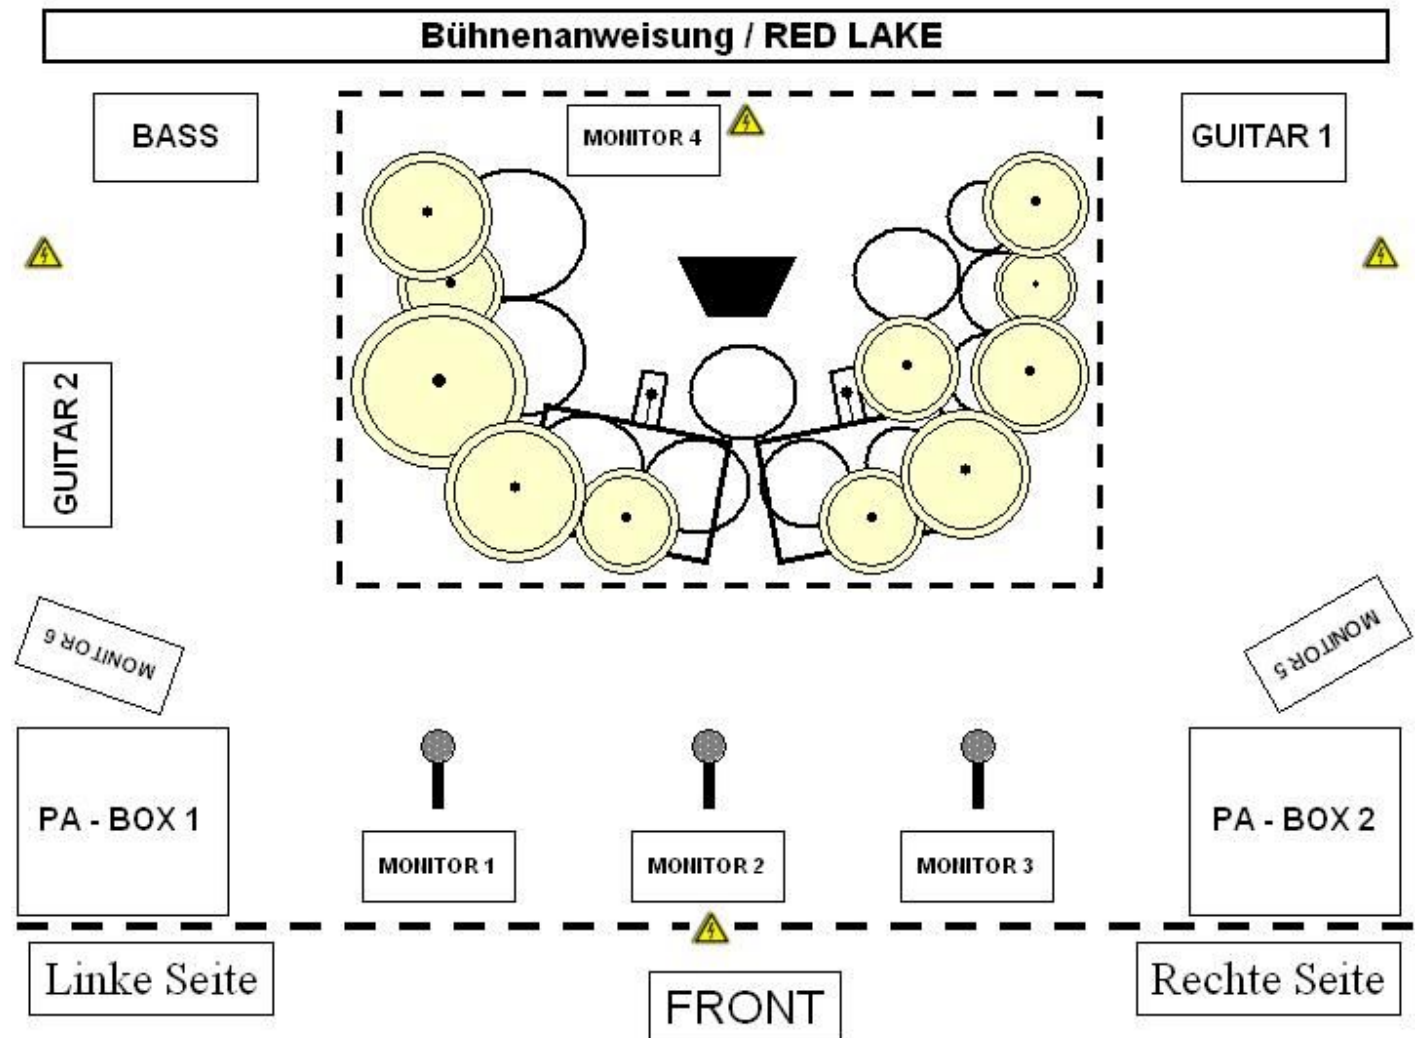 Bühnenanweisung / RED LAKE
BASS
MONITOR 4
GUITAR 1
GUITAR 2
MONITOR 6
MONITOR 5
PA - BOX 1
PA - BOX 2
MONITOR 1
MONITOR 2
MONITOR 3
Linke Seite
FRONT
Rechte Seite